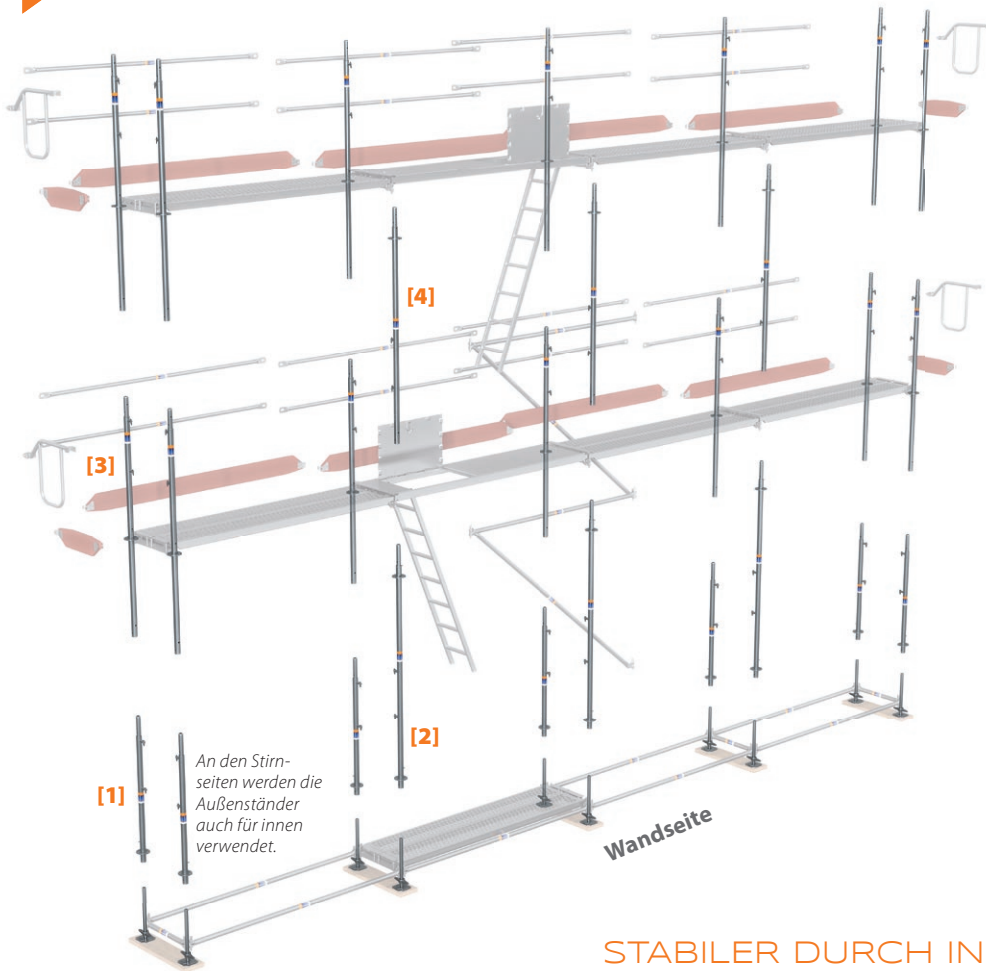 [4]
[3]
[2]
[1]
An den Stirn-
seiten werden die
Außenständer
auch für innen
verwendet.
Wandseite
STABILER DURCH IN